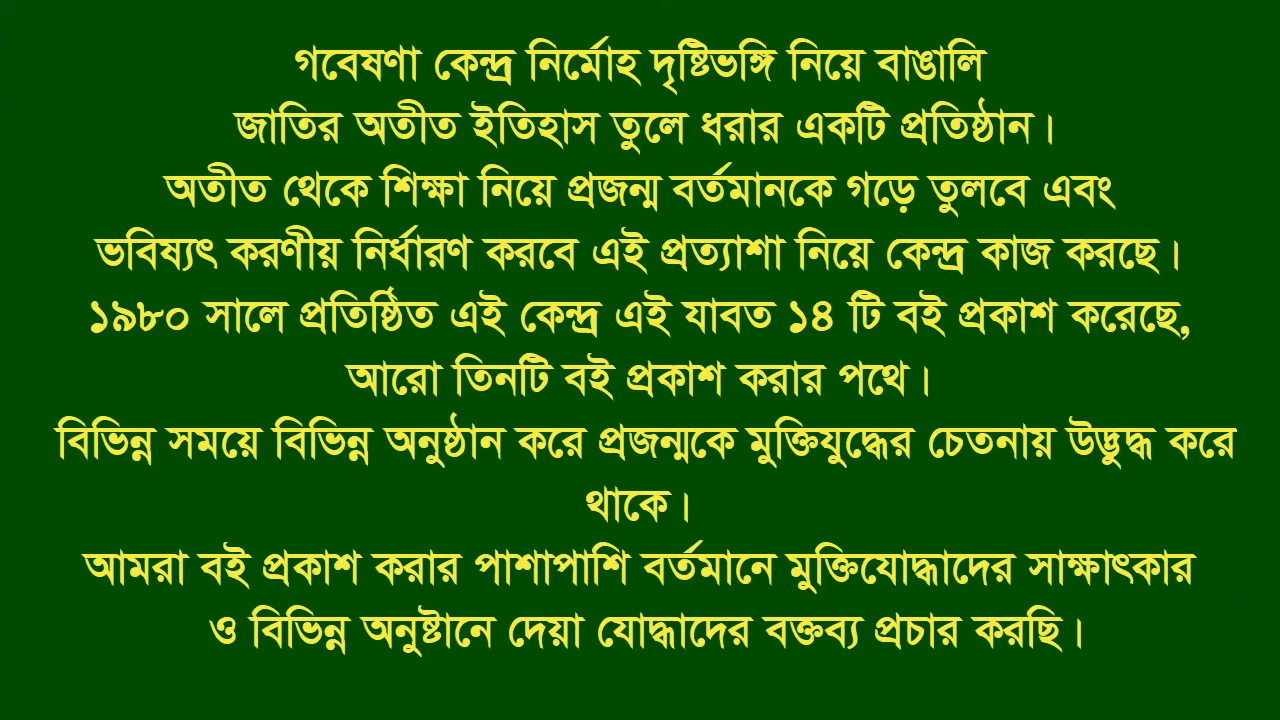 গবেষণা কেন্দ্র নির্মোহ দৃষ্টিভঙ্গি নিয়ে বাঙালি
জাতির অতীত ইতিহাস তুলে ধরার একটি প্রতিষ্ঠান।
অতীত থেকে শিক্ষা নিয়ে প্রজন্ম বর্তমানকে গড়ে তুলবে এবং
ভবিষ্যৎ করণীয় নির্ধারণ করবে এই প্রত্যাশা নিয়ে কেন্দ্র কাজ করছে।
১৯৮০ সালে প্রতিষ্ঠিত এই কেন্দ্র এই যাবত ১৪ টি বই প্রকাশ করেছে,
আরো তিনটি বই প্রকাশ করার পথে।
বিভিন্ন সময়ে বিভিন্ন অনুষ্ঠান করে প্রজন্মকে মুক্তিযুদ্ধের চেতনায় উদ্ভুদ্ধ করে
থাকে।
আমরা বই প্রকাশ করার পাশাপাশি বর্তমানে মুক্তিযোদ্ধাদের সাক্ষাৎকার
ও বিভিন্ন অনুষ্টানে দেয়া যোদ্ধাদের বক্তব্য প্রচার করছি।